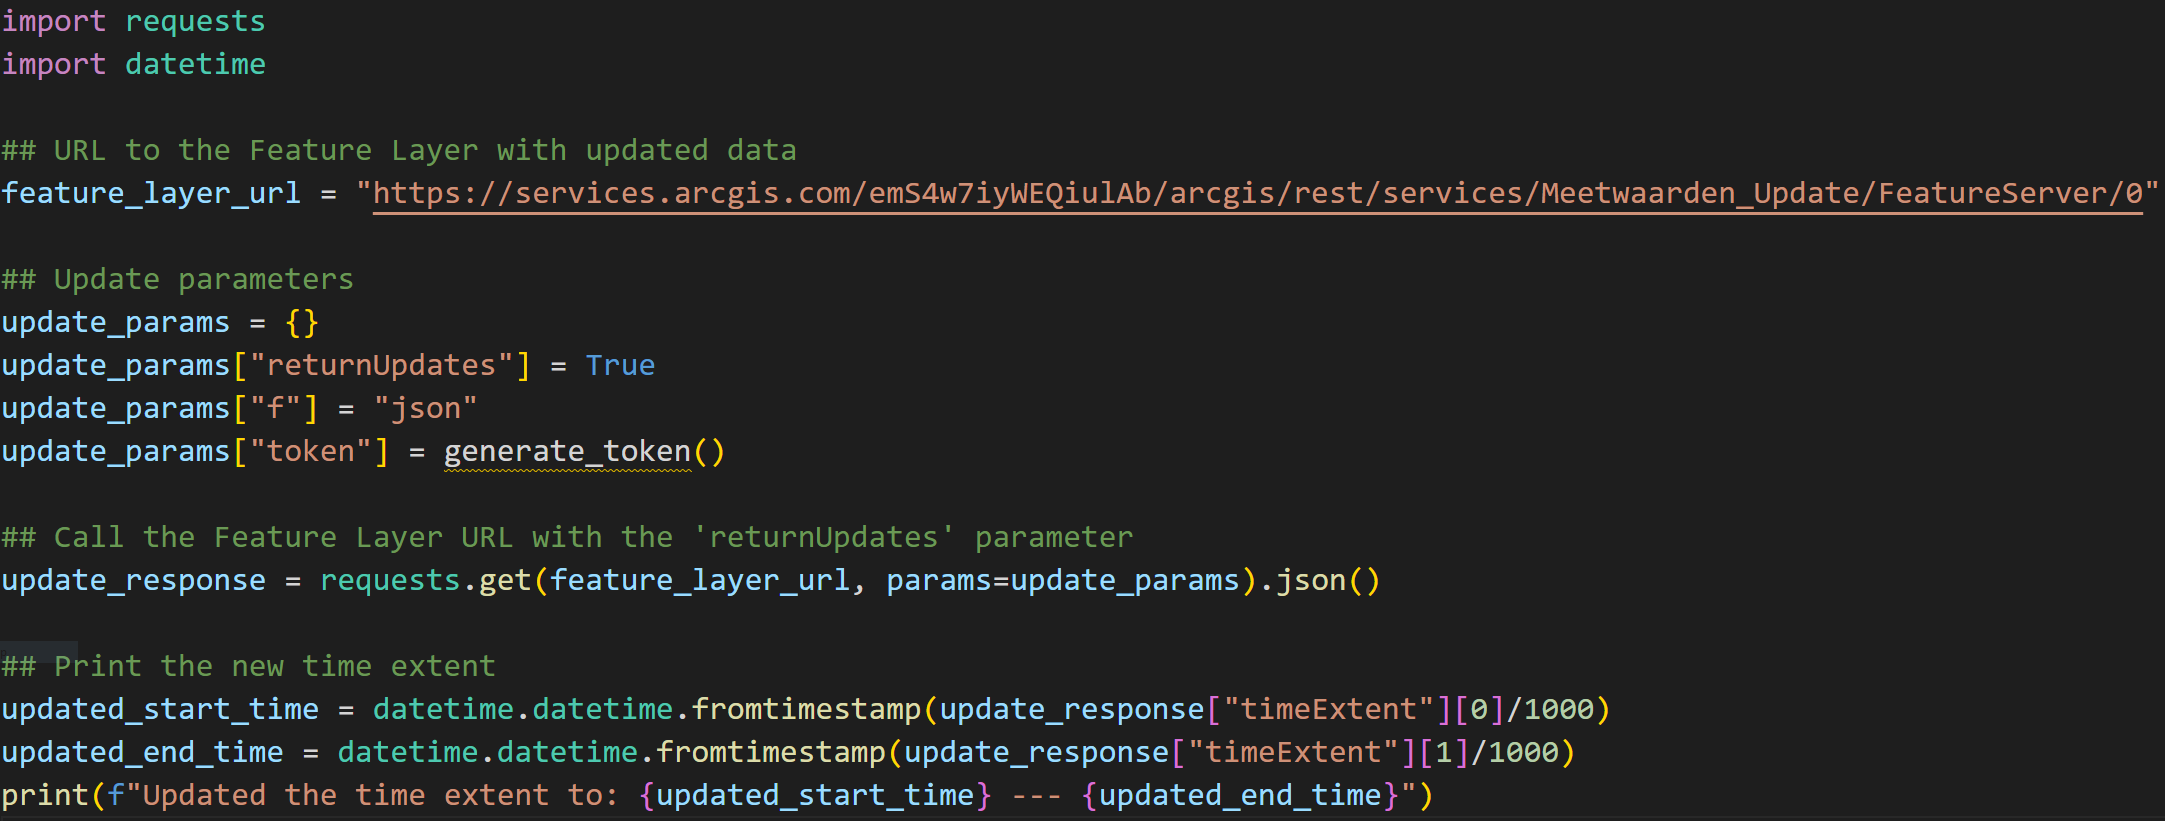 import requests
import datetime
## URL to the Feature Layer with updated data
feature_layer_url = "https://services.arcgis.com/emS4w7iyWEQiulAb/arcgis/rest/services/Meetwaarden_Update/FeatureServer/0"
## Update parameters
update_params = {}
update_params["returnUpdates"] = True
update_params["f"] = "json"
update_params["token"] = generate_token()
## Call the Feature Layer URL with the 'returnUpdates' parameter
update_response = requests.get(feature_layer_url, params=update_params).json()
## Print the new time extent
updated_start_time = datetime.datetime.fromtimestamp(update_response["timeExtent"][0]/1000)
updated_end_time = datetime.datetime.fromtimestamp(update_response["timeExtent"][1]/1000)
print(f"Updated the time extent to: {updated_start_time} --- {updated_end_time}")